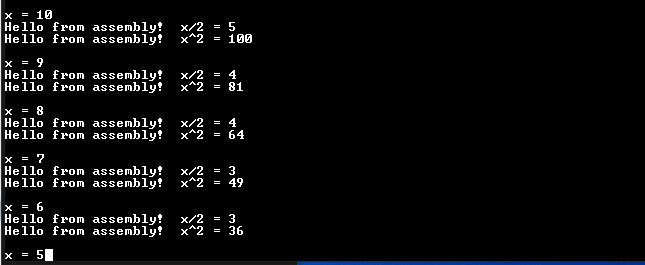 x = 10
Hello from assembly!  x/2 = 5
Hello from assembly!  x^2 = 100
x = 9
Hello from assembly!  x/2 = 4
Hello from assembly!  x^2 = 81
x = 8
Hello from assembly!  x/2 = 4
Hello from assembly!  x^2 = 64
x = 7
Hello from assembly!  x/2 = 3
Hello from assembly!  x^2 = 49
x = 6
Hello from assembly!  x/2 = 3
Hello from assembly!  x^2 = 36
x = 5